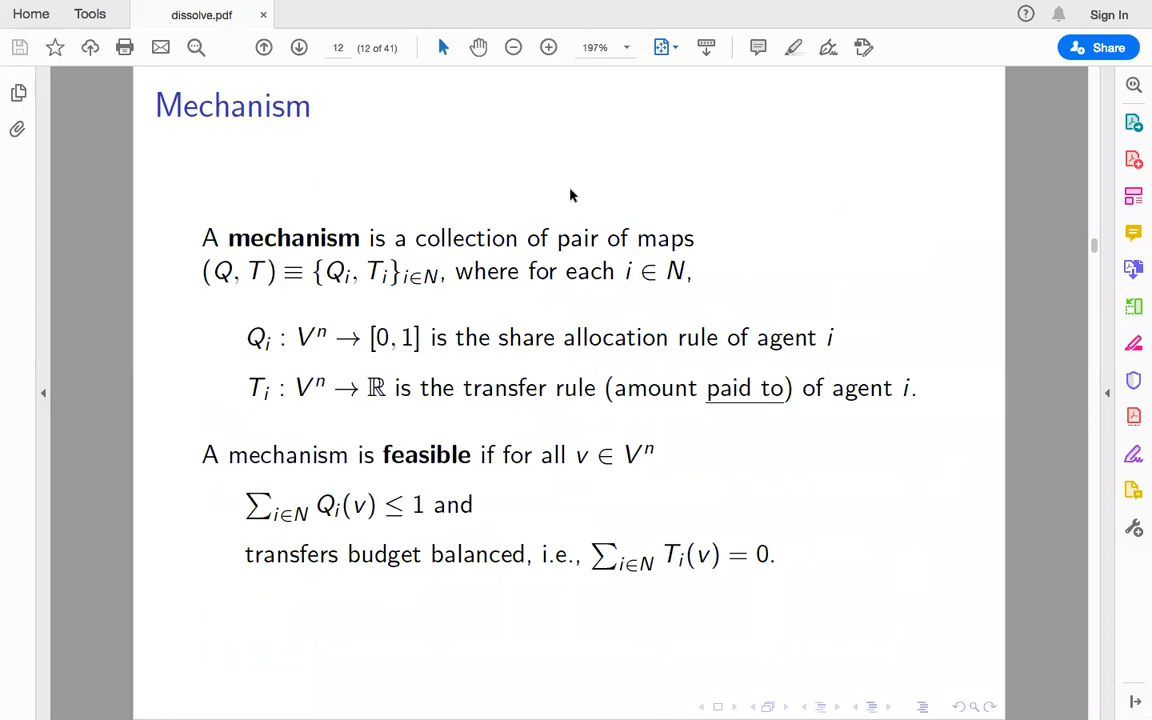 Home Tools dissolve.pdf × Sign In
12 (12 of 41) 197% Share
Mechanism
A mechanism is a collection of pair of maps
(Q, T) ≡ {Qᵢ, Tᵢ}ᵢ∈N, where for each i ∈ N,
Qᵢ : Vⁿ → [0, 1] is the share allocation rule of agent i
Tᵢ : Vⁿ → ℝ is the transfer rule (amount paid to) of agent i.
A mechanism is feasible if for all v ∈ Vⁿ
∑ᵢ∈N Qᵢ(v) ≤ 1 and
transfers budget balanced, i.e., ∑ᵢ∈N Tᵢ(v) = 0.